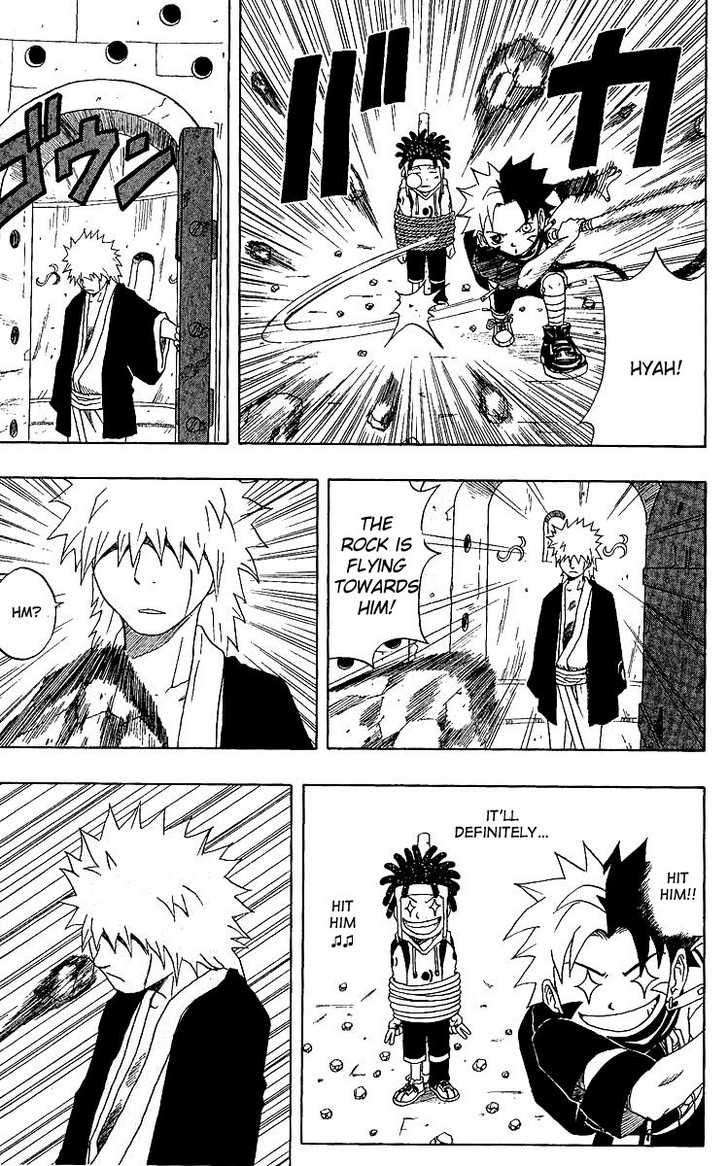 バカッ
HYAH!
ゴウン
THE
ROCK IS
FLYING
TOWARDS
HIM!
HM?
IT'LL
DEFINITELY...
HIT
HIM!!
HIT
HIM
♫♫